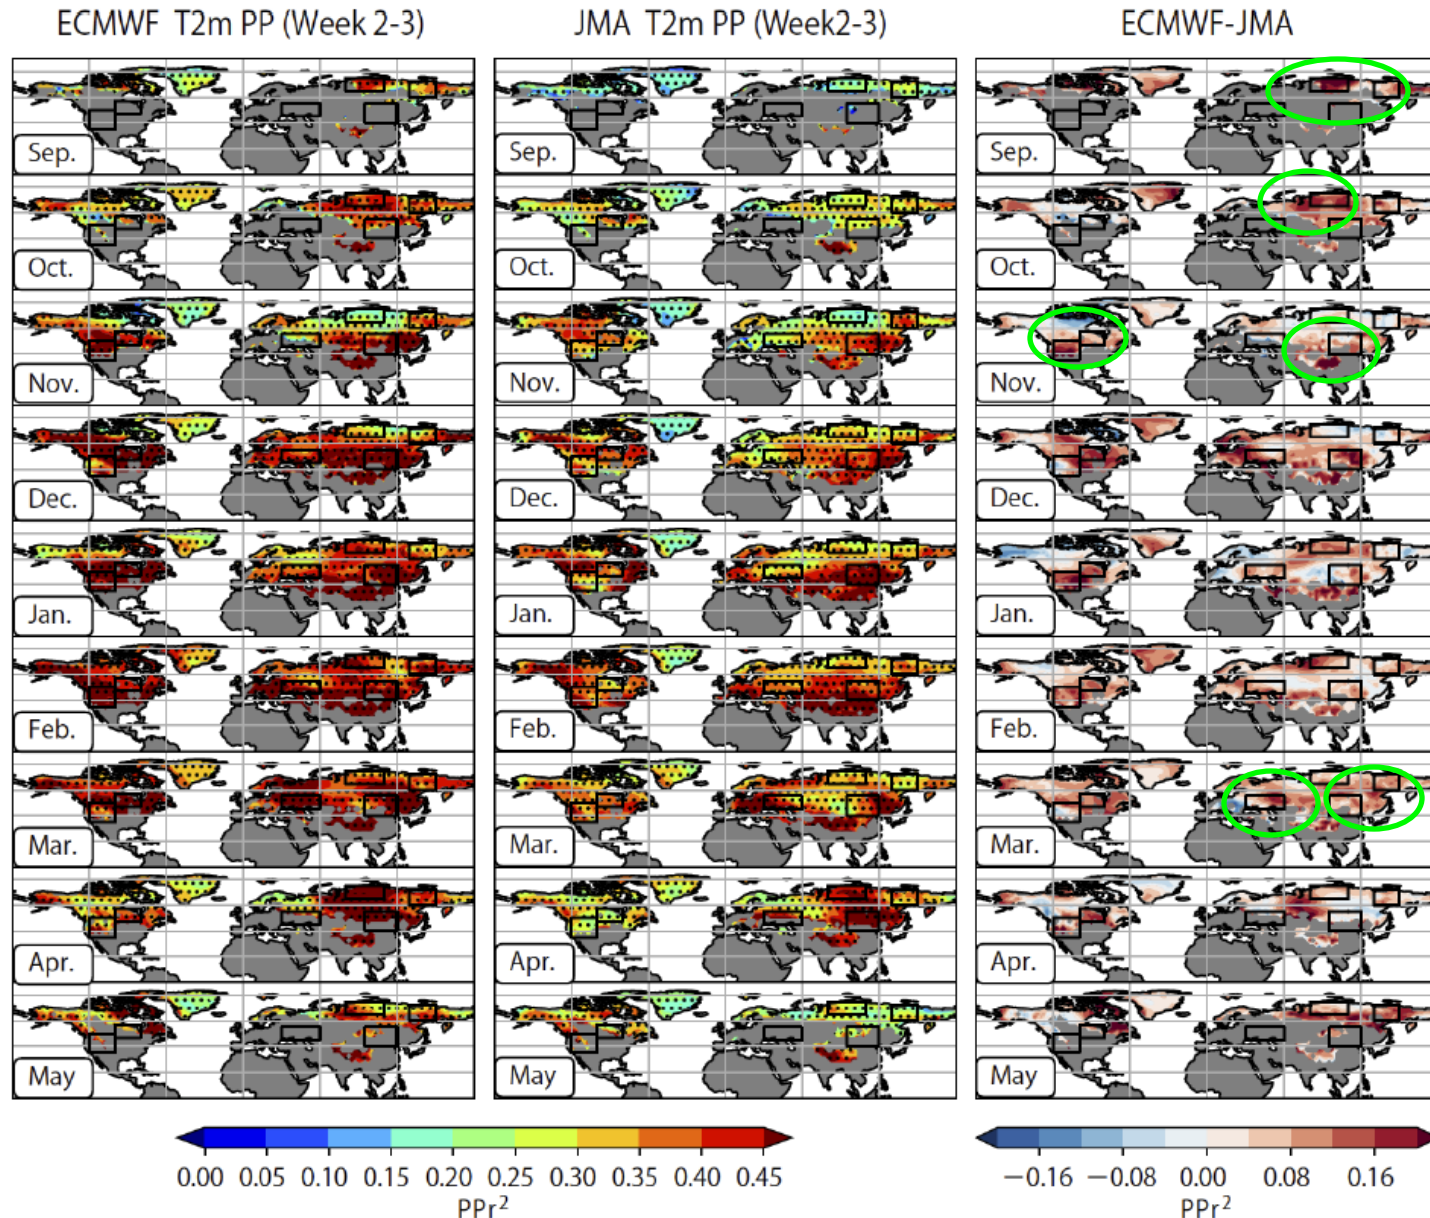 ECMWF T2m PP (Week 2-3)
JMA T2m PP (Week2-3)
ECMWF-JMA
Sep.
Sep.
Sep.
Oct.
Oct.
Oct.
Nov.
Nov.
Nov.
Dec.
Dec.
Dec.
Jan.
Jan.
Jan.
Feb.
Feb.
Feb.
Mar.
Mar.
Mar.
Apr.
Apr.
Apr.
May
May
May
0.00 0.05 0.10 0.15 0.20 0.25 0.30 0.35 0.40 0.45
PPr²
−0.16 −0.08 0.00 0.08 0.16
PPr²